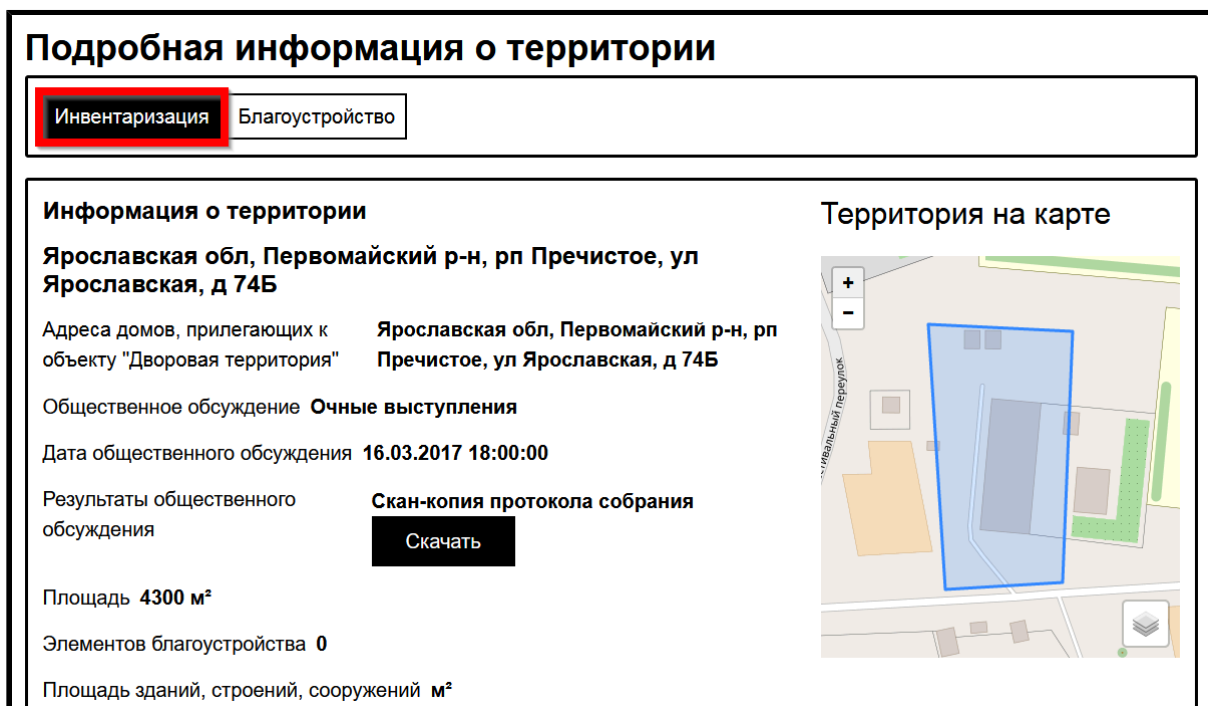 Подробная информация о территории
Инвентаризация
Благоустройство
Информация о территории
Ярославская обл, Первомайский р-н, рп Пречистое, ул
Ярославская, д 74Б
Адреса домов, прилегающих к
объекту "Дворовая территория"
Ярославская обл, Первомайский р-н, рп
Пречистое, ул Ярославская, д 74Б
Общественное обсуждение Очные выступления
Дата общественного обсуждения 16.03.2017 18:00:00
Результаты общественного
обсуждения
Скан-копия протокола собрания
Скачать
Площадь 4300 м²
Элементов благоустройства 0
Площадь зданий, строений, сооружений м²
Территория на карте
+
−
стивальный переулок